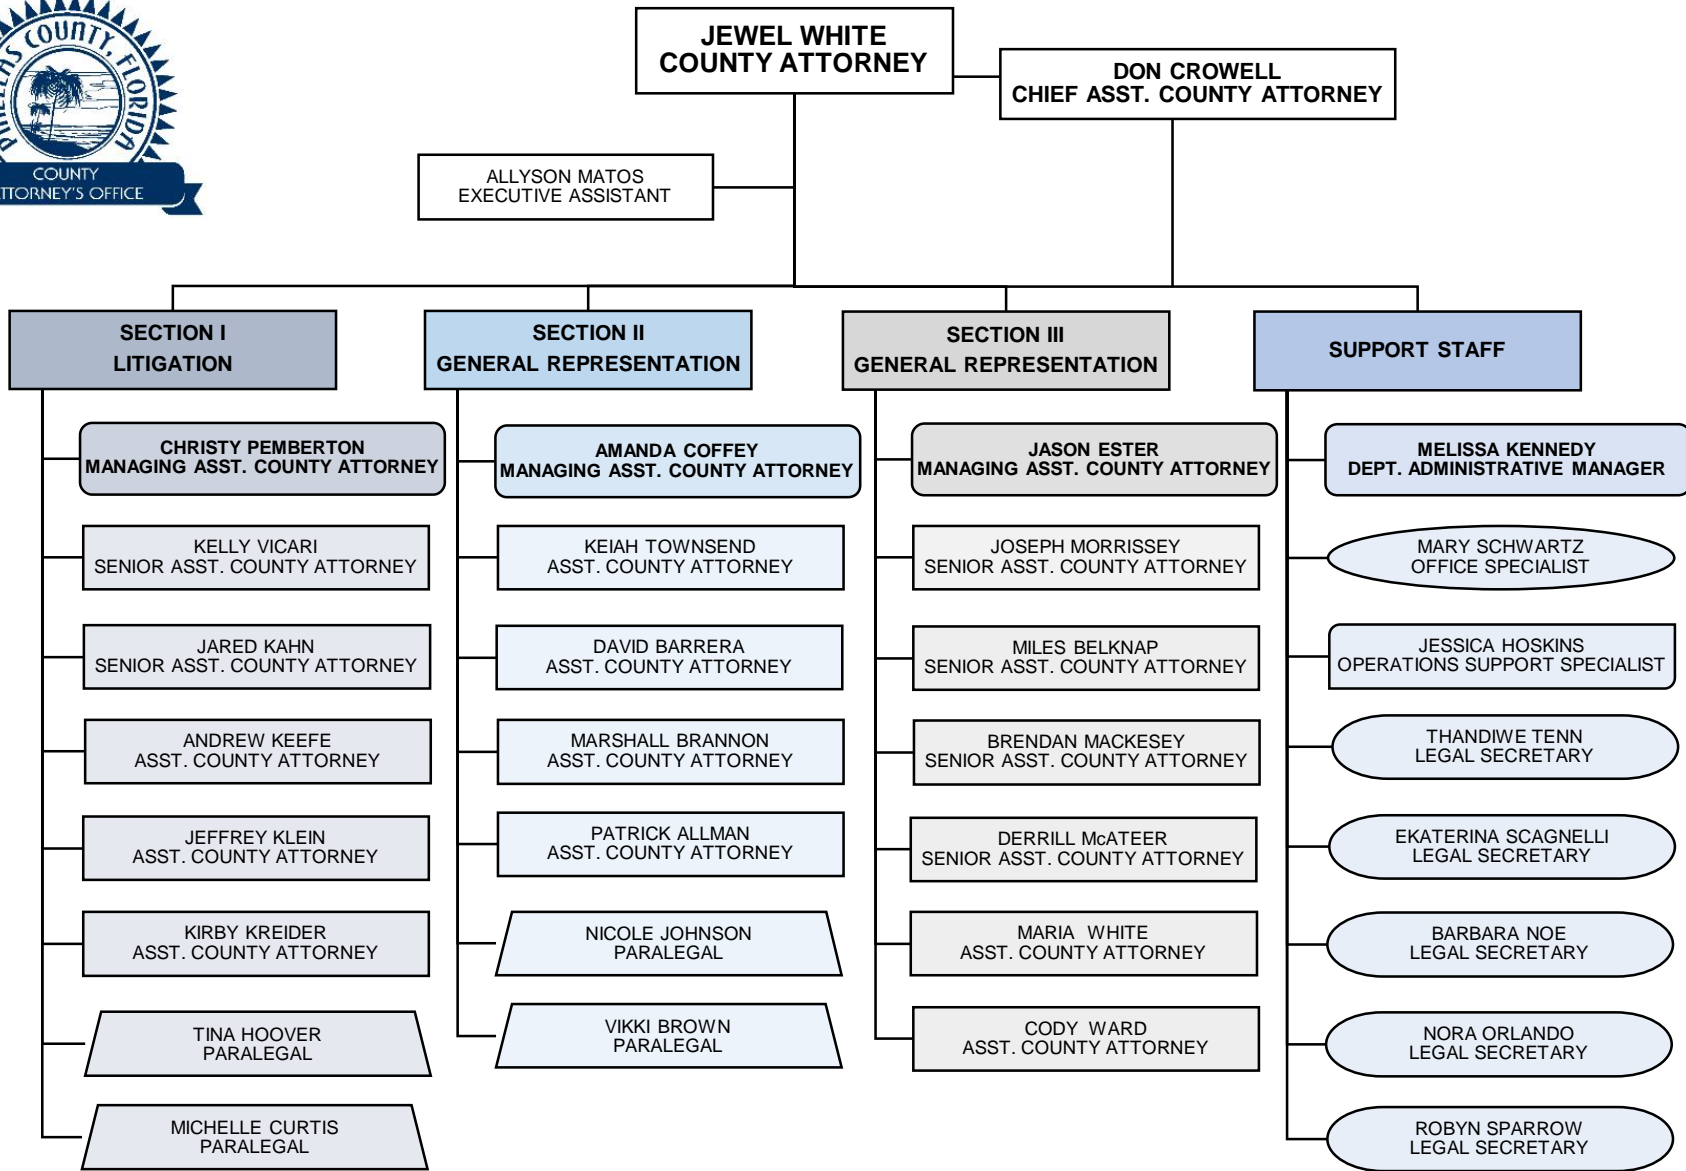 COUNTY, FLORIDA
COUNTY
ATTORNEY'S OFFICE
JEWEL WHITE
COUNTY ATTORNEY
DON CROWELL
CHIEF ASST. COUNTY ATTORNEY
ALLYSON MATOS
EXECUTIVE ASSISTANT
SECTION I
LITIGATION
CHRISTY PEMBERTON
MANAGING ASST. COUNTY ATTORNEY
KELLY VICARI
SENIOR ASST. COUNTY ATTORNEY
JARED KAHN
SENIOR ASST. COUNTY ATTORNEY
ANDREW KEEFE
ASST. COUNTY ATTORNEY
JEFFREY KLEIN
ASST. COUNTY ATTORNEY
KIRBY KREIDER
ASST. COUNTY ATTORNEY
TINA HOOVER
PARALEGAL
MICHELLE CURTIS
PARALEGAL
SECTION II
GENERAL REPRESENTATION
AMANDA COFFEY
MANAGING ASST. COUNTY ATTORNEY
KEIAH TOWNSEND
ASST. COUNTY ATTORNEY
DAVID BARRERA
ASST. COUNTY ATTORNEY
MARSHALL BRANNON
ASST. COUNTY ATTORNEY
PATRICK ALLMAN
ASST. COUNTY ATTORNEY
NICOLE JOHNSON
PARALEGAL
VIKKI BROWN
PARALEGAL
SECTION III
GENERAL REPRESENTATION
JASON ESTER
MANAGING ASST. COUNTY ATTORNEY
JOSEPH MORRISSEY
SENIOR ASST. COUNTY ATTORNEY
MILES BELKNAP
SENIOR ASST. COUNTY ATTORNEY
BRENDAN MACKESEY
SENIOR ASST. COUNTY ATTORNEY
DERRILL McATEER
SENIOR ASST. COUNTY ATTORNEY
MARIA WHITE
ASST. COUNTY ATTORNEY
CODY WARD
ASST. COUNTY ATTORNEY
SUPPORT STAFF
MELISSA KENNEDY
DEPT. ADMINISTRATIVE MANAGER
MARY SCHWARTZ
OFFICE SPECIALIST
JESSICA HOSKINS
OPERATIONS SUPPORT SPECIALIST
THANDIWE TENN
LEGAL SECRETARY
EKATERINA SCAGNELLI
LEGAL SECRETARY
BARBARA NOE
LEGAL SECRETARY
NORA ORLANDO
LEGAL SECRETARY
ROBYN SPARROW
LEGAL SECRETARY